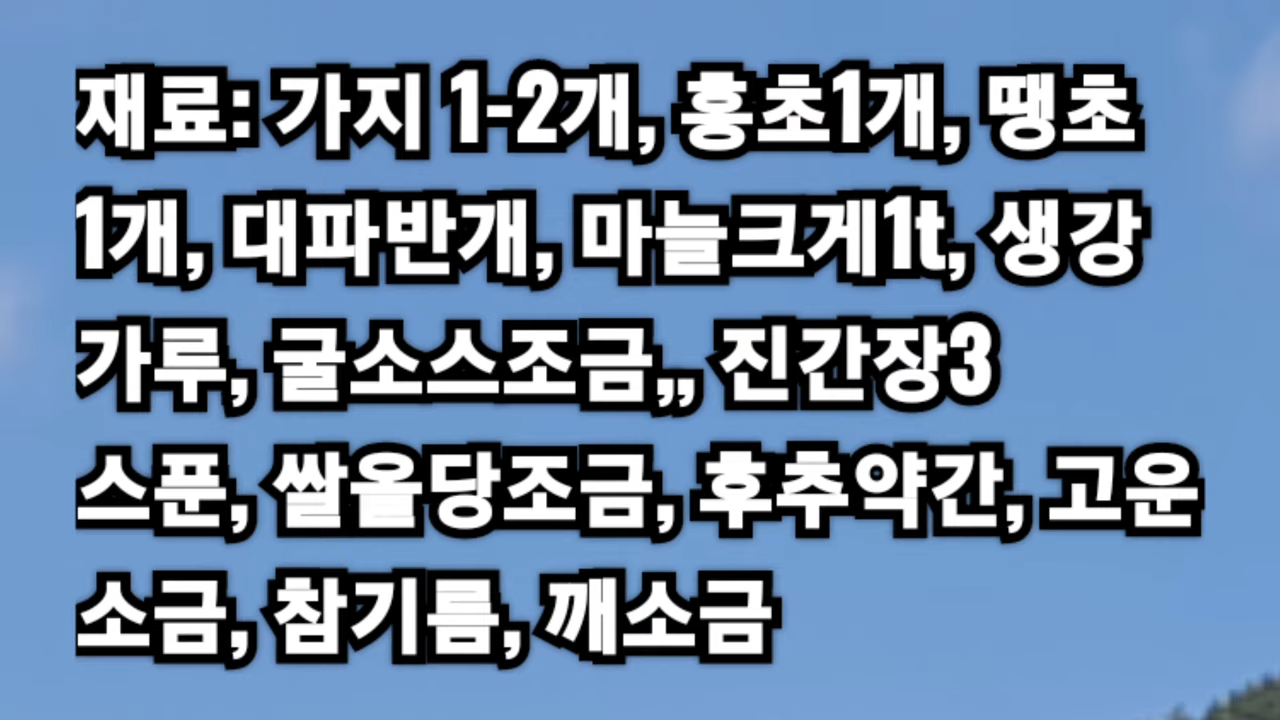 재료: 가지 1-2개, 홍초1개, 땡초
1개, 대파반개, 마늘크게1t, 생강
가루, 굴소스조금,,, 진간장3
스푼, 쌀올당조금, 후추약간, 고운
소금, 참기름, 깨소금